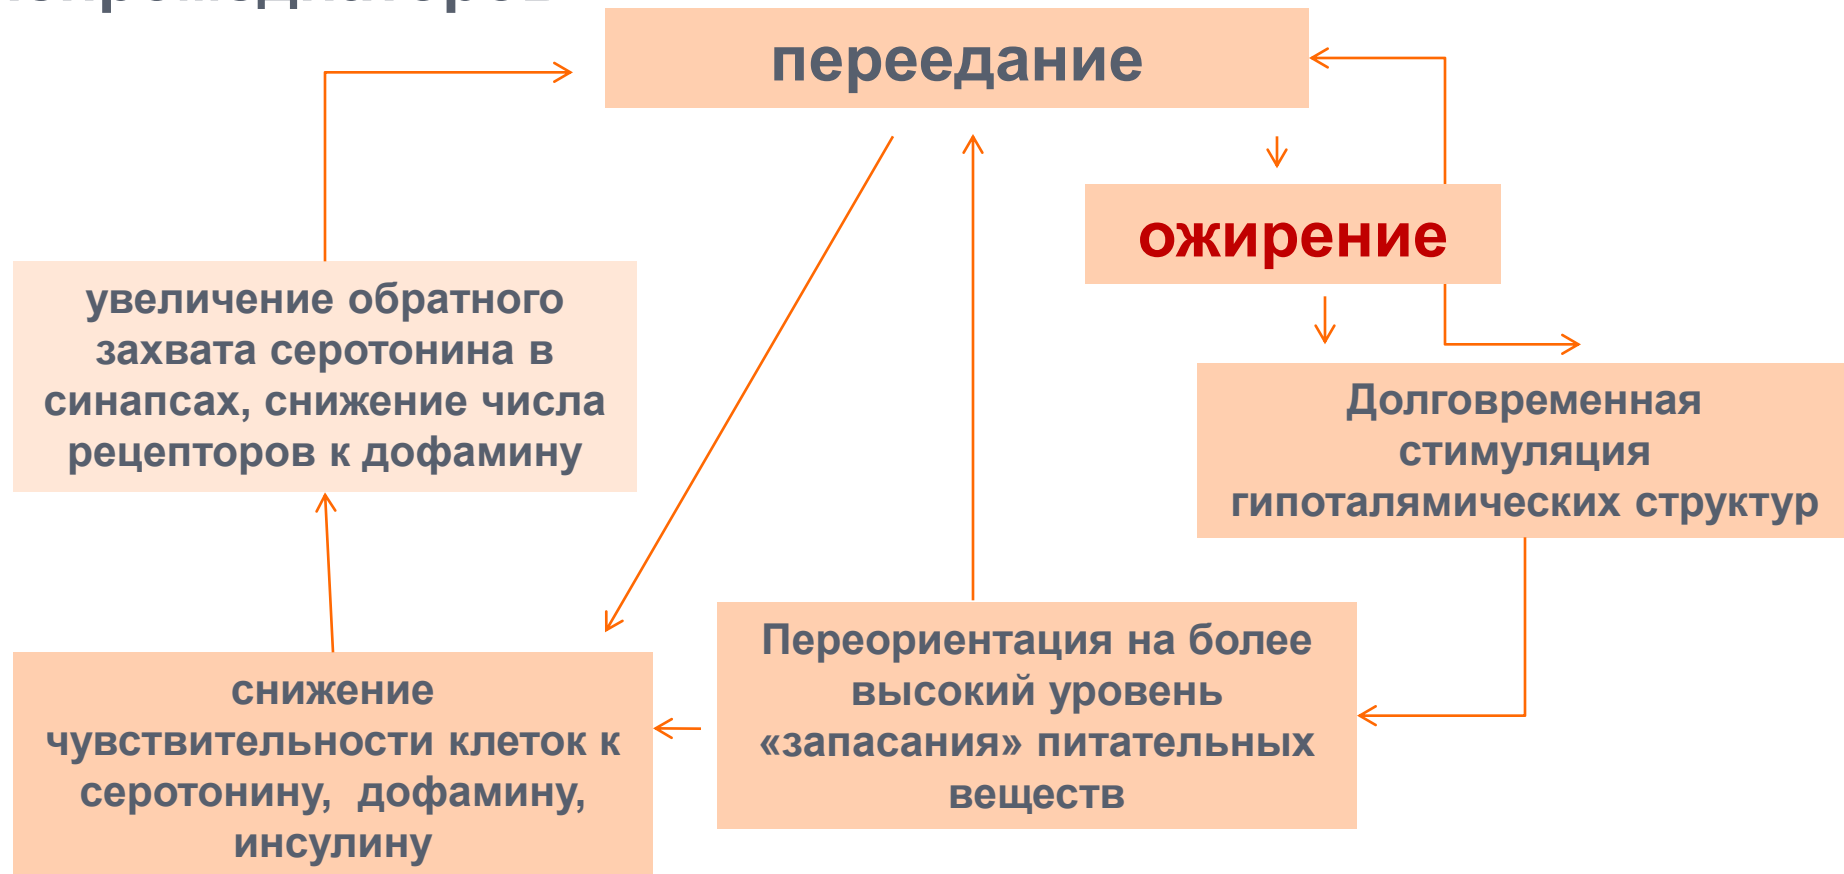 переедание
ожирение
увеличение обратного
захвата серотонина в
синапсах, снижение числа
рецепторов к дофамину
Долговременная
стимуляция
гипоталямических структур
Переориентация на более
высокий уровень
«запасания» питательных
веществ
снижение
чувствительности клеток к
серотонину, дофамину,
инсулину